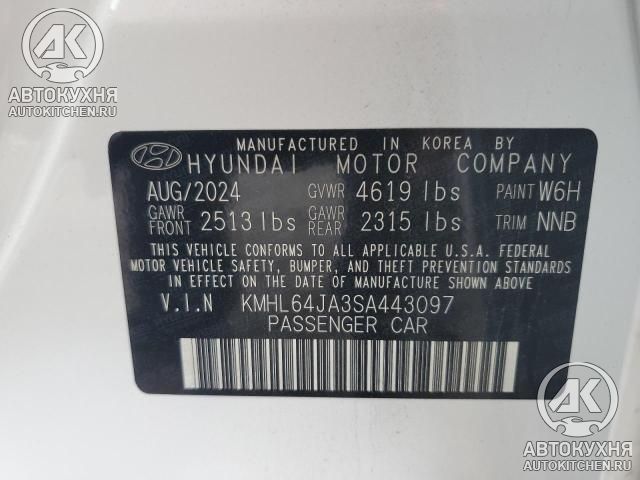 AK
АВТОКУХНЯ
AUTOKITCHEN.RU
MANUFACTURED IN KOREA BY
HYUNDAI MOTOR COMPANY
AUG/2024 GVWR 4619 lbs PAINT W6H
GAWR FRONT 2513 lbs GAWR REAR 2315 lbs TRIM NNB
THIS VEHICLE CONFORMS TO ALL APPLICABLE U.S.A. FEDERAL
MOTOR VEHICLE SAFETY, BUMPER, AND THEFT PREVENTION STANDARDS
IN EFFECT ON THE DATE OF MANUFACTURE SHOWN ABOVE
V.I.N KMHL64JA3SA443097
PASSENGER CAR
AK
АВТОКУХНЯ
AUTOKITCHEN.RU